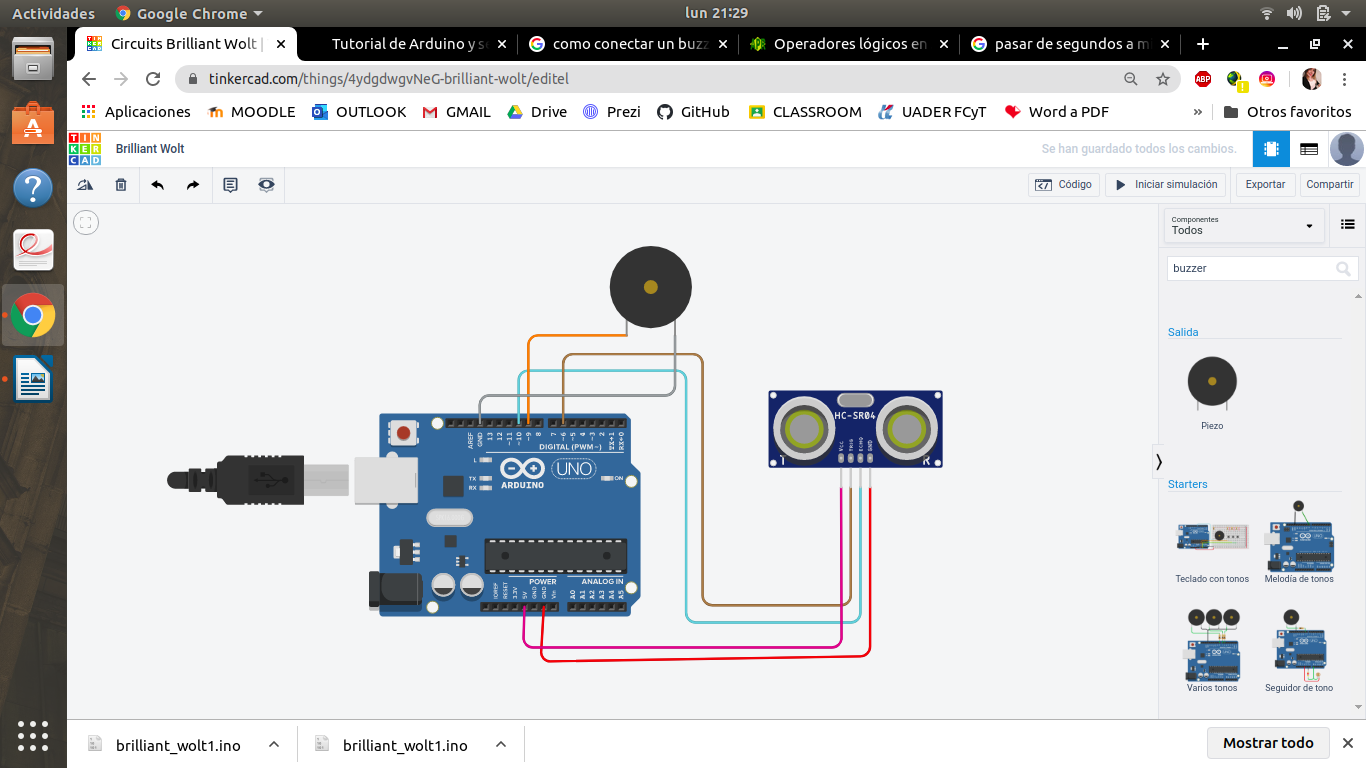 Actividades
Google Chrome
lun 21:29
Circuits Brilliant Wolt |
Tutorial de Arduino y se
como conectar un buzz
Operadores lógicos en
pasar de segundos a m
tinkercad.com/things/4ydgdwgvNeG-brilliant-wolt/editel
ABP
Aplicaciones
MOODLE
OUTLOOK
GMAIL
Drive
Prezi
GitHub
CLASSROOM
UADER FCyT
Word a PDF
»
Otros favoritos
TIN
KER
CAD
Brilliant Wolt
Se han guardado todos los cambios.
Código
Iniciar simulación
Exportar
Compartir
Componentes
Todos
buzzer
Salida
Piezo
Starters
Teclado con tonos
Melodía de tonos
Varios tonos
Seguidor de tono
AREF
GND
13
12
~11
~10
~9
8
7
~6
~5
4
~3
2
TX→1
RX←0
DIGITAL (PWM~)
L
TX
RX
ARDUINO
UNO
ON
POWER
ANALOG IN
IOREF
RESET
3.3V
5V
GND
GND
Vin
A0
A1
A2
A3
A4
A5
HC-SR04
VCC
TRIG
ECHO
GND
T
R
brilliant_wolt1.ino
brilliant_wolt1.ino
Mostrar todo